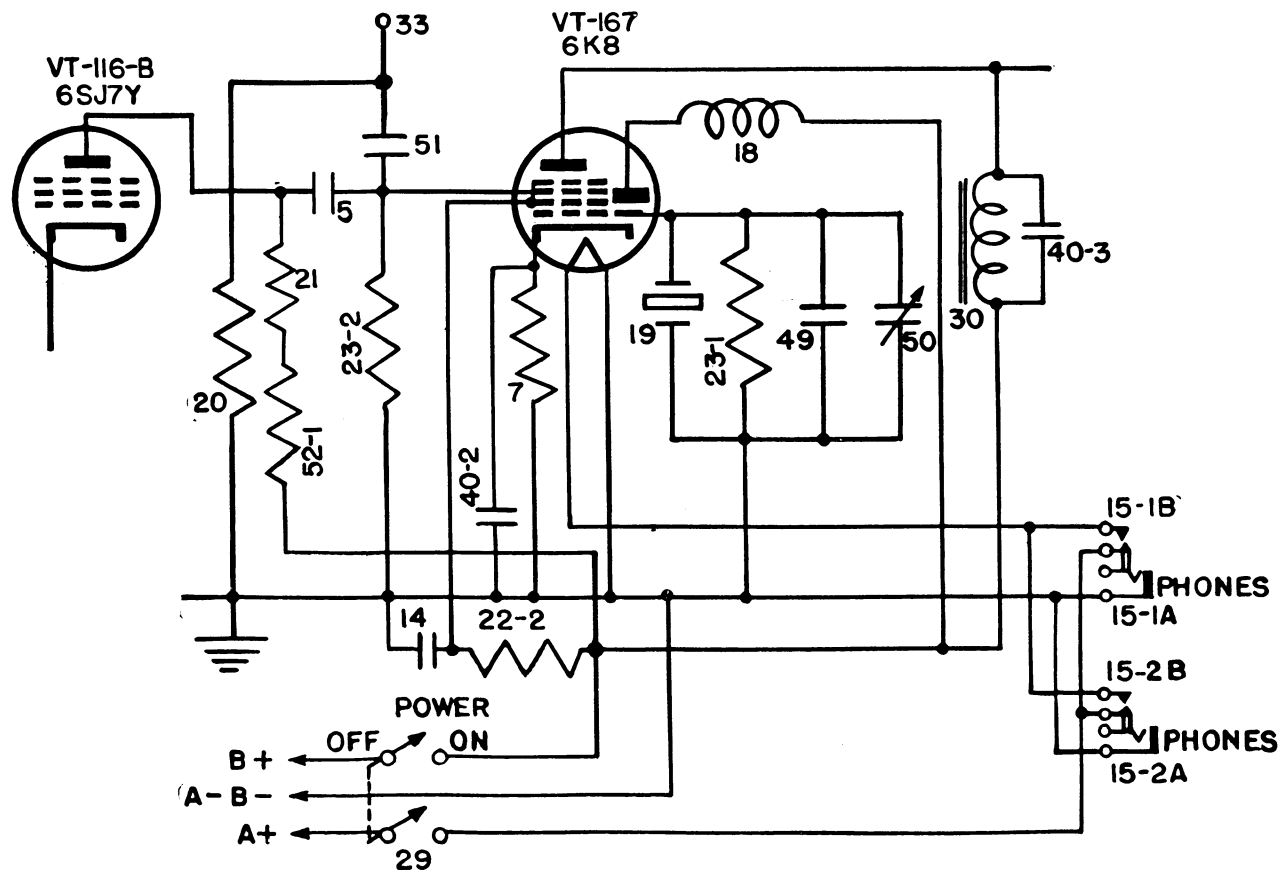 33
VT-167
6K8
VT-116-B
6SJ7Y
51
18
5
21
40-3
23-2
19
23-1
49
50
30
20
7
52-1
40-2
15-1B
PHONES
15-1A
14
22-2
15-2B
POWER
OFF
ON
PHONES
15-2A
B+
A-B-
A+
29